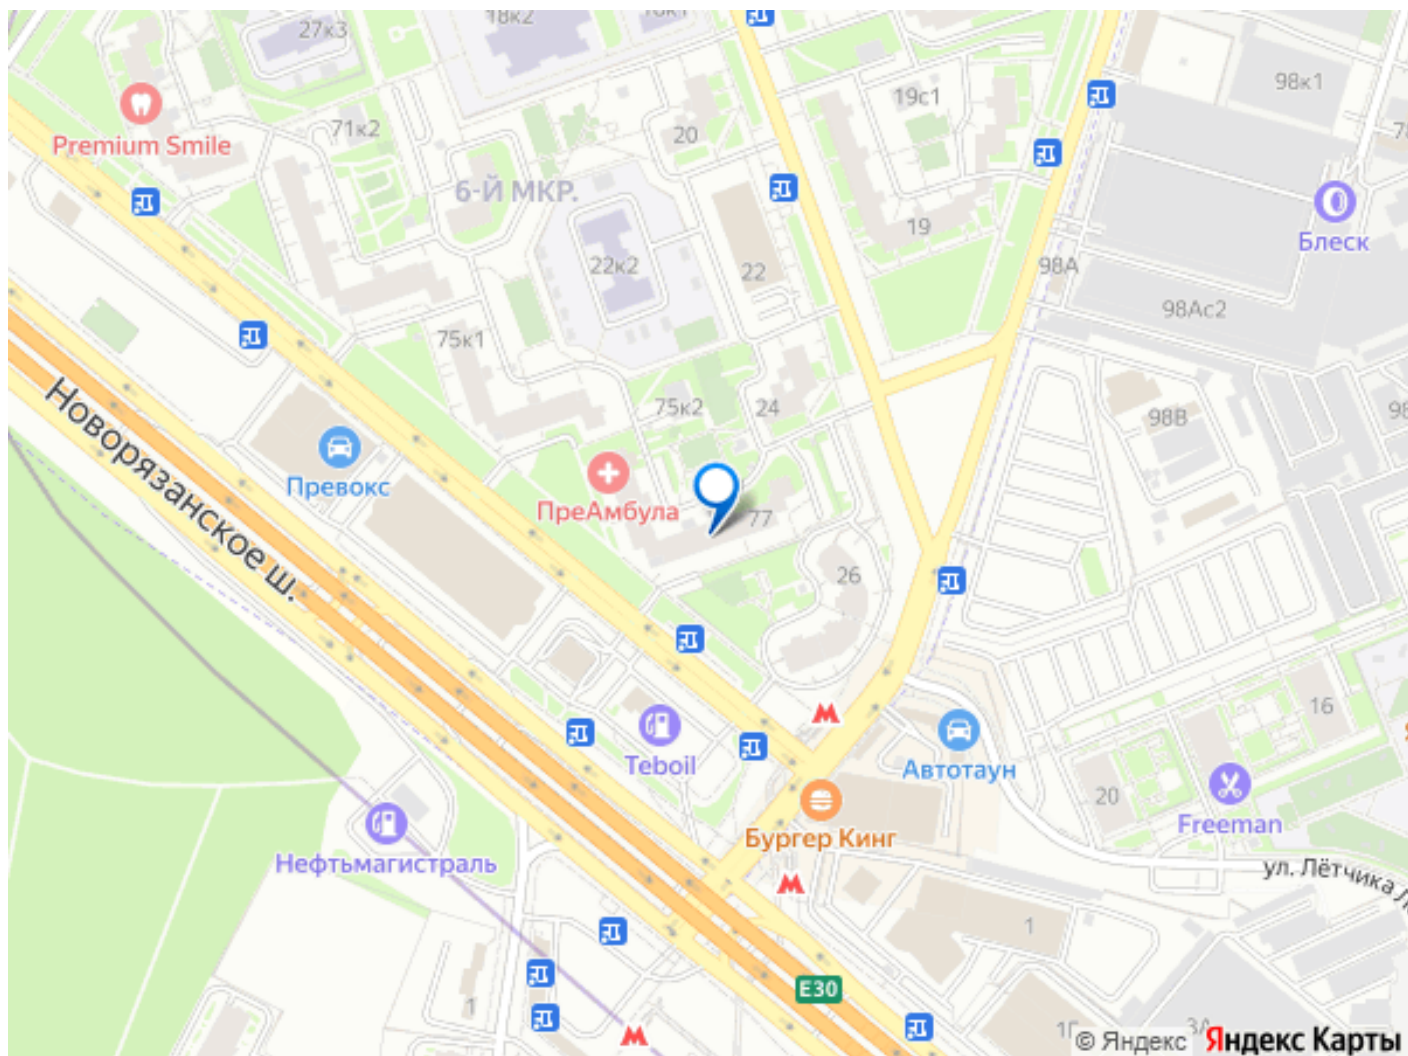 18к2
27к3
19с1
98к1
Premium Smile
71к2
20
6-Й МКР.
19
Блеск
22к2
22
98А
98Ас2
75к1
75к2
24
98В
Новорязанское ш.
Превокс
ПреАмбула
77
26
Teboil
Автотаун
16
20
Freeman
Бургер Кинг
Нефтьмагистраль
ул. Лётчика
1
E30
1
1Г
3А
© Яндекс Яндекс Карты